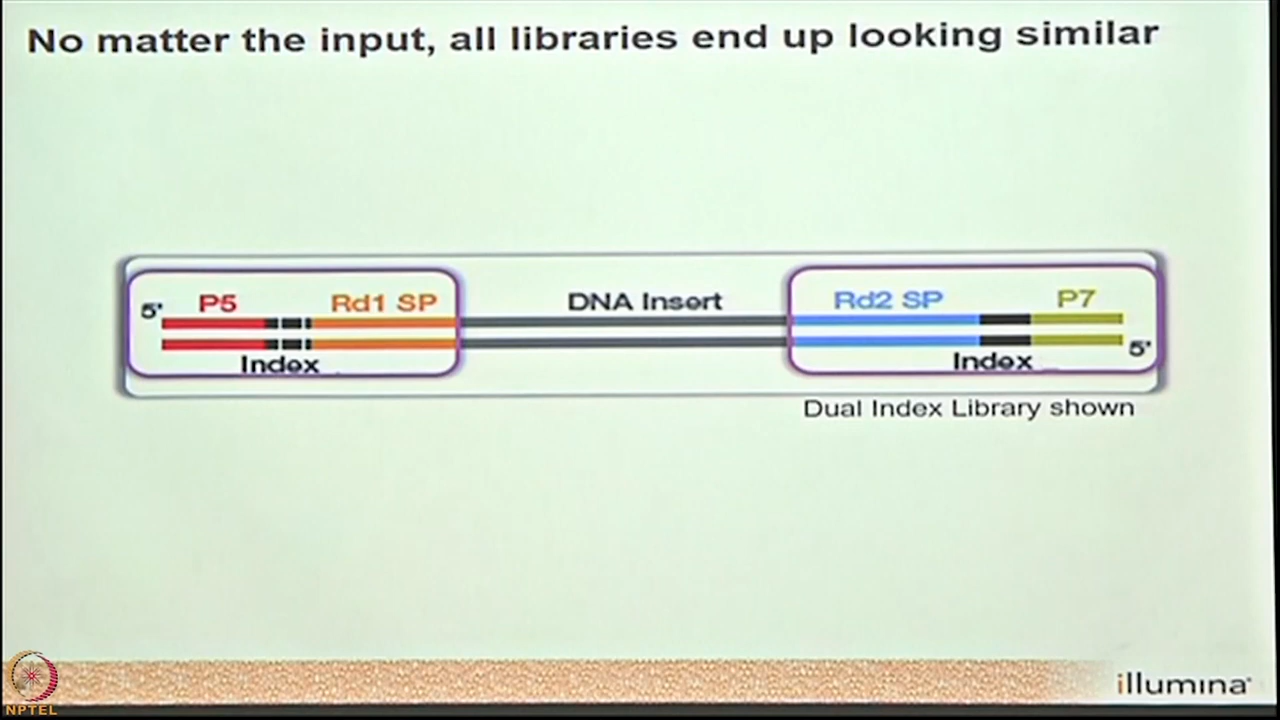 No matter the input, all libraries end up looking similar
5' P5 Rd1 SP DNA Insert Rd2 SP P7
Index Index 5'
Dual Index Library shown
illumina
NPTEL